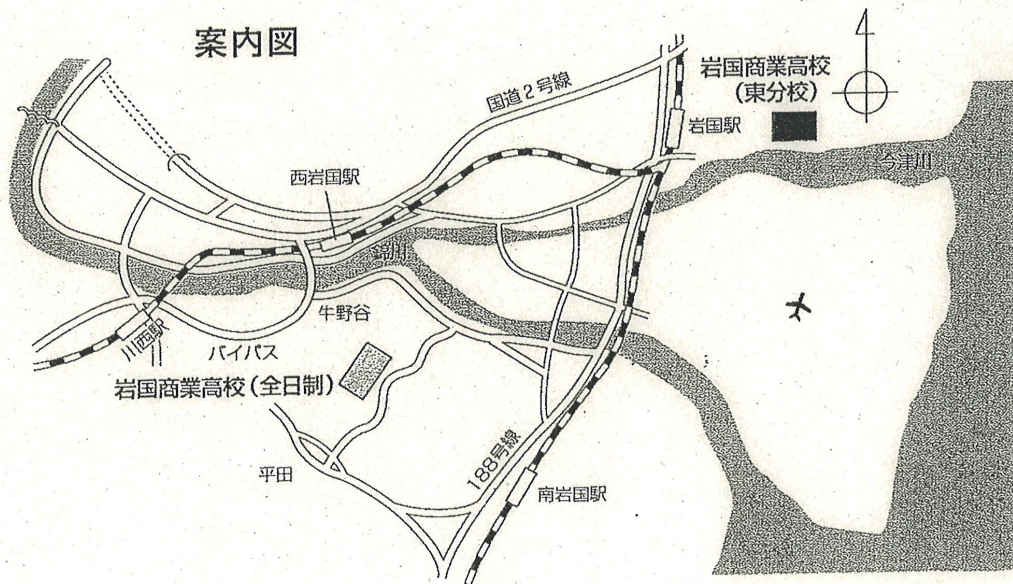 案内図
国道2号線
岩国商業高校
(東分校)
岩国駅
今津川
西岩国駅
錦川
牛野谷
川西駅
バイパス
岩国商業高校(全日制)
平田
188号線
南岩国駅